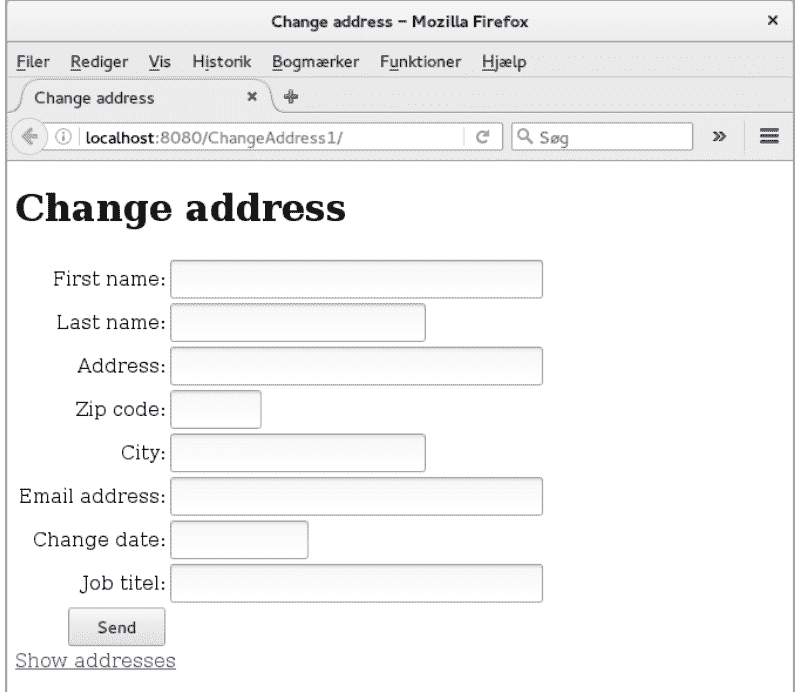 Change address – Mozilla Firefox
Filer Rediger Vis Historik Bogmærker Funktioner Hjælp
Change address
localhost:8080/ChangeAddress1/ Søg
Change address
First name:
Last name:
Address:
Zip code:
City:
Email address:
Change date:
Job titel:
Send
Show addresses